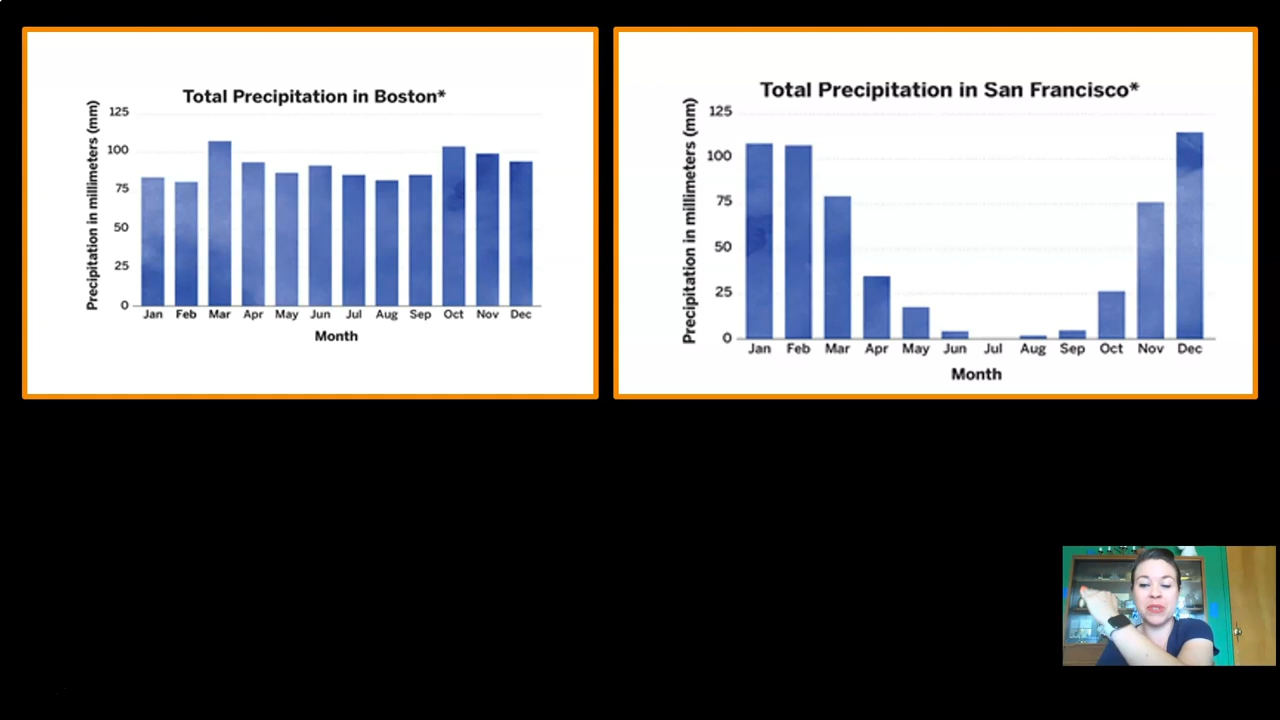 Total Precipitation in Boston*
Precipitation in millimeters (mm)
125
100
75
50
25
0
Jan Feb Mar Apr May Jun Jul Aug Sep Oct Nov Dec
Month
Total Precipitation in San Francisco*
Precipitation in millimeters (mm)
125
100
75
50
25
0
Jan Feb Mar Apr May Jun Jul Aug Sep Oct Nov Dec
Month